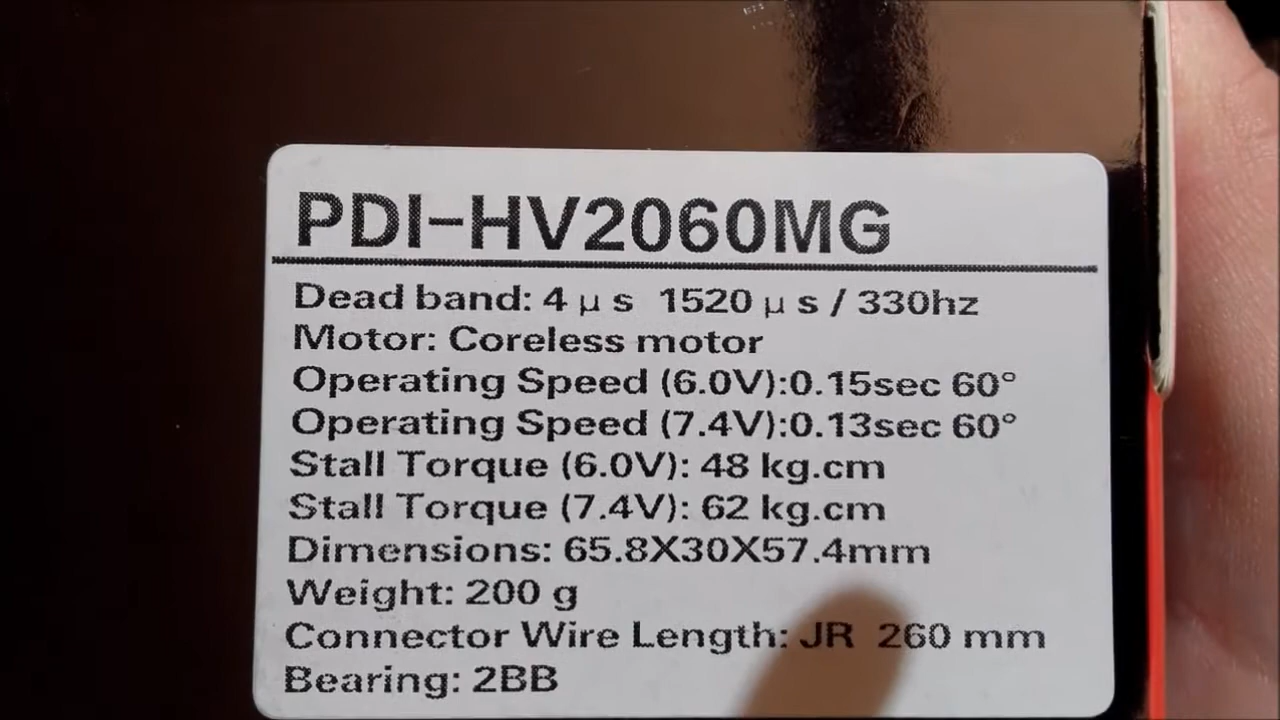 PDI-HV2060MG
Dead band: 4 μ s 1520 μ s / 330hz
Motor: Coreless motor
Operating Speed (6.0V):0.15sec 60°
Operating Speed (7.4V):0.13sec 60°
Stall Torque (6.0V): 48 kg.cm
Stall Torque (7.4V): 62 kg.cm
Dimensions: 65.8X30X57.4mm
Weight: 200 g
Connector Wire Length: JR 260 mm
Bearing: 2BB